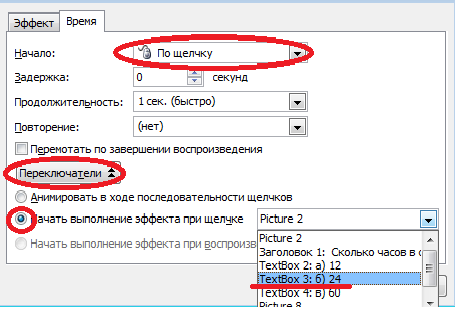 Эффект Время
Начало: По щелчку
Задержка: 0 секунд
Продолжительность: 1 сек. (быстро)
Повторение: (нет)
Перемотать по завершении воспроизведения
Переключатели
Анимировать в ходе последовательности щелчков
Начать выполнение эффекта при щелчке Picture 2
Начать выполнение эффекта при Picture 2
Заголовок 1: Сколько часов в
TextBox 2: а) 12
TextBox 3: б) 24
TextBox 4: в) 60
Picture 8